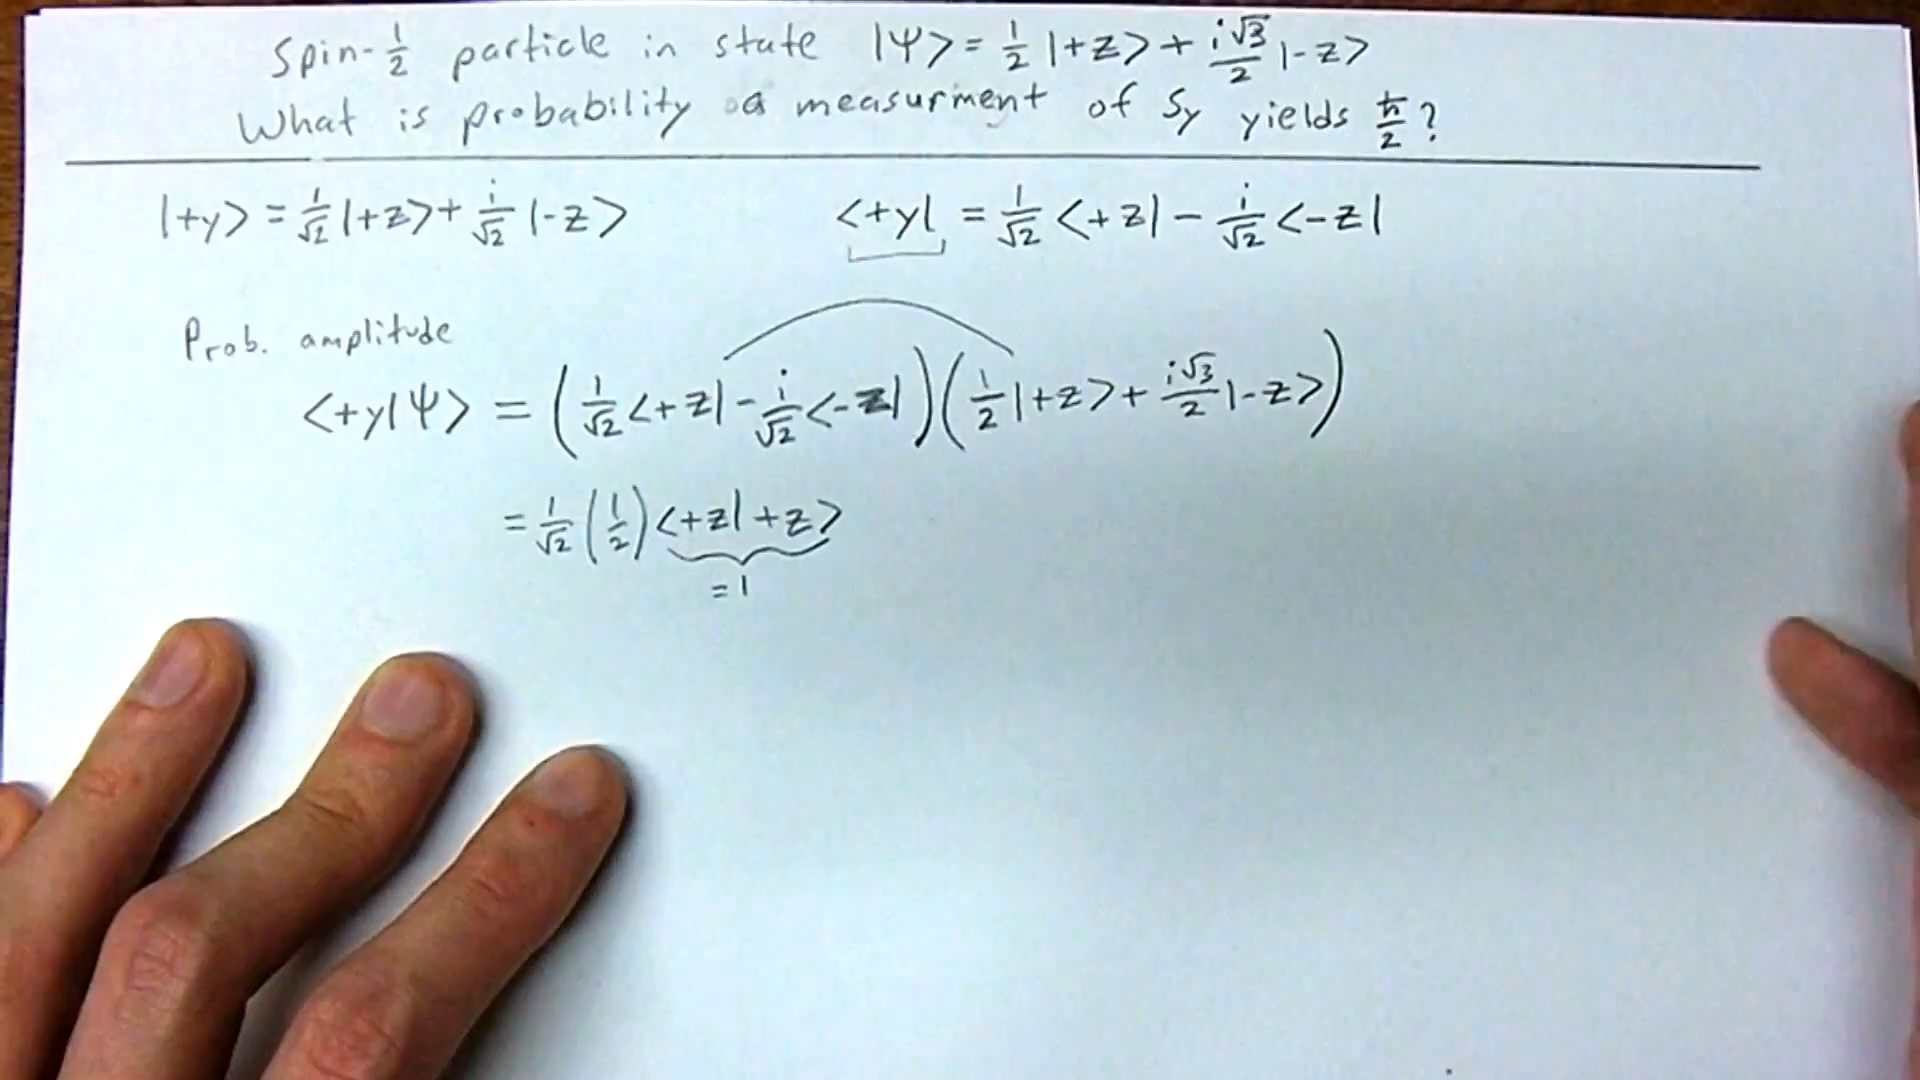 Spin-1/2 particle in state |Ψ> = 1/2 |+z> + i√3/2 |-z>
What is probability a measurment of Sy yields ħ/2?
|+y> = 1/√2 |+z> + i/√2 |-z>
<+y| = 1/√2 <+z| - i/√2 <-z|
Prob. amplitude
<+y|Ψ> = (1/√2 <+z| - i/√2 <-z|)(1/2 |+z> + i√3/2 |-z>)
= 1/√2 (1/2) <+z|+z>
= 1